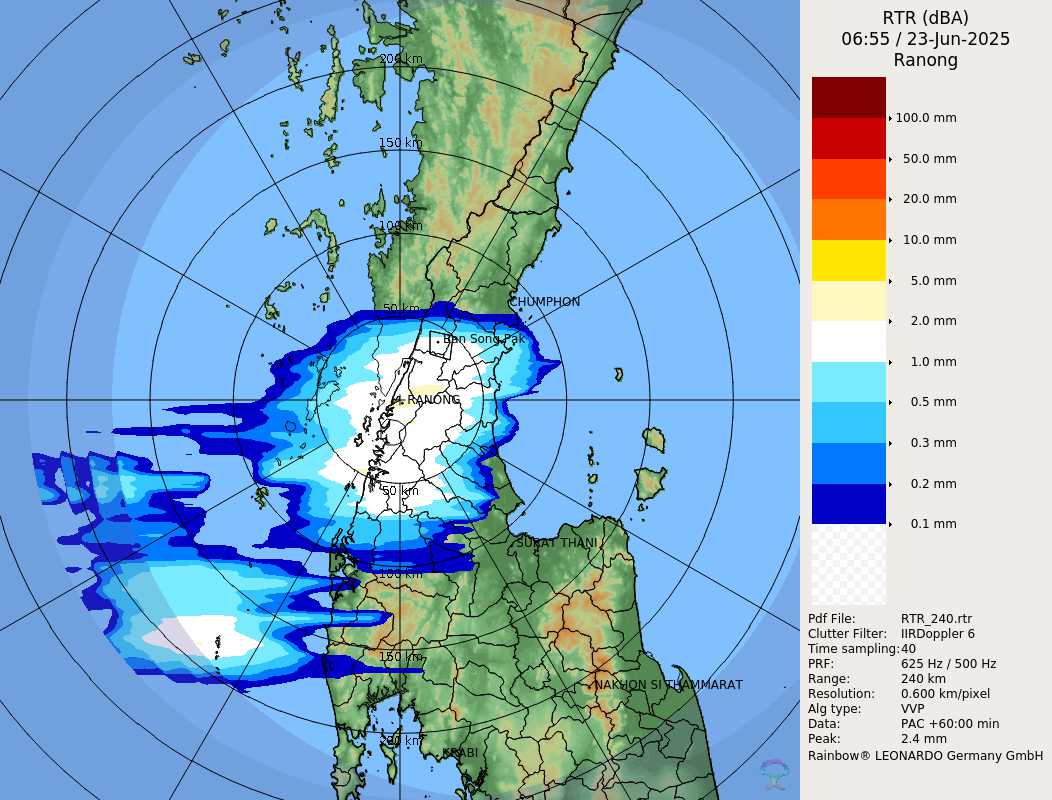 RTR (dBA)
06:55 / 23-Jun-2025
Ranong
100.0 mm
50.0 mm
20.0 mm
10.0 mm
5.0 mm
2.0 mm
1.0 mm
0.5 mm
0.3 mm
0.2 mm
0.1 mm
Pdf File: RTR_240.rtr
Clutter Filter: IIRDoppler 6
Time sampling:40
PRF: 625 Hz / 500 Hz
Range: 240 km
Resolution: 0.600 km/pixel
Alg type: VVP
Data: PAC +60:00 min
Peak: 2.4 mm
Rainbow® LEONARDO Germany GmbH
200 km
150 km
100 km
50 km
CHUMPHON
Ban Song Pak
RANONG
50 km
SURAT THANI
100 km
150 km
NAKHON SI THAMMARAT
200 km
KRABI